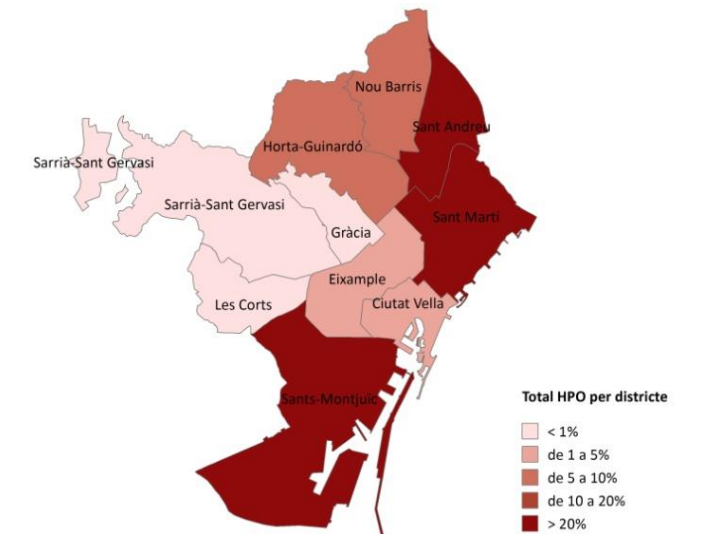 Nou Barris
Sant Andreu
Horta-Guinardó
Sarrià-Sant Gervasi
Sarrià-Sant Gervasi
Sant Martí
Gràcia
Eixample
Les Corts
Ciutat Vella
Sants-Montjuïc
Total HPO per districte
< 1%
de 1 a 5%
de 5 a 10%
de 10 a 20%
> 20%